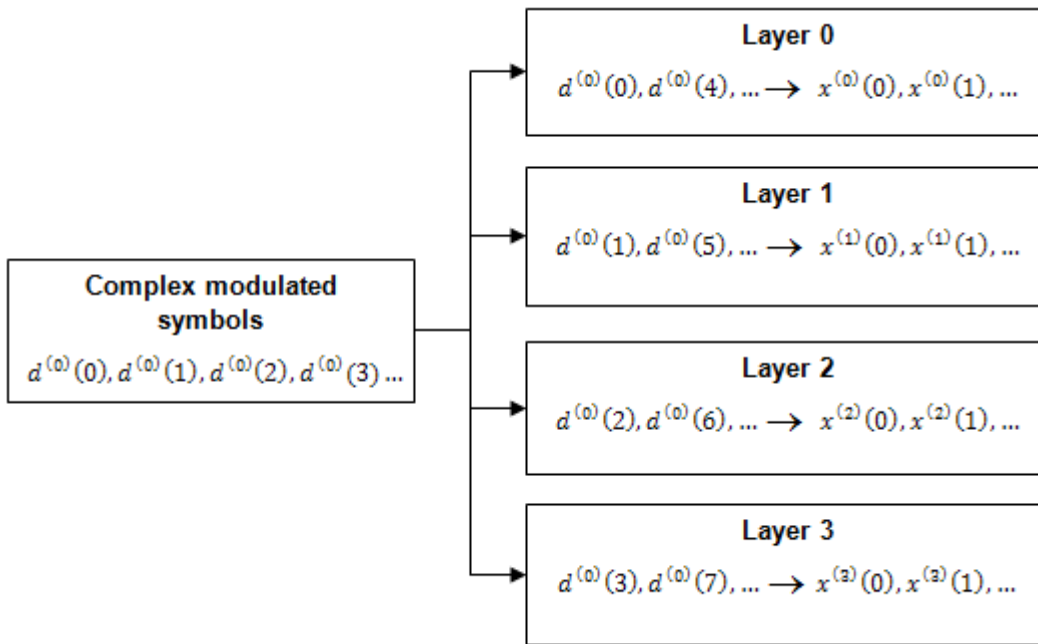 Layer 0
d⁽⁰⁾(0), d⁽⁰⁾(4), ... → x⁽⁰⁾(0), x⁽⁰⁾(1), ...
Layer 1
d⁽⁰⁾(1), d⁽⁰⁾(5), ... → x⁽¹⁾(0), x⁽¹⁾(1), ...
Complex modulated
symbols
d⁽⁰⁾(0), d⁽⁰⁾(1), d⁽⁰⁾(2), d⁽⁰⁾(3) ...
Layer 2
d⁽⁰⁾(2), d⁽⁰⁾(6), ... → x⁽²⁾(0), x⁽²⁾(1), ...
Layer 3
d⁽⁰⁾(3), d⁽⁰⁾(7), ... → x⁽³⁾(0), x⁽³⁾(1), ...